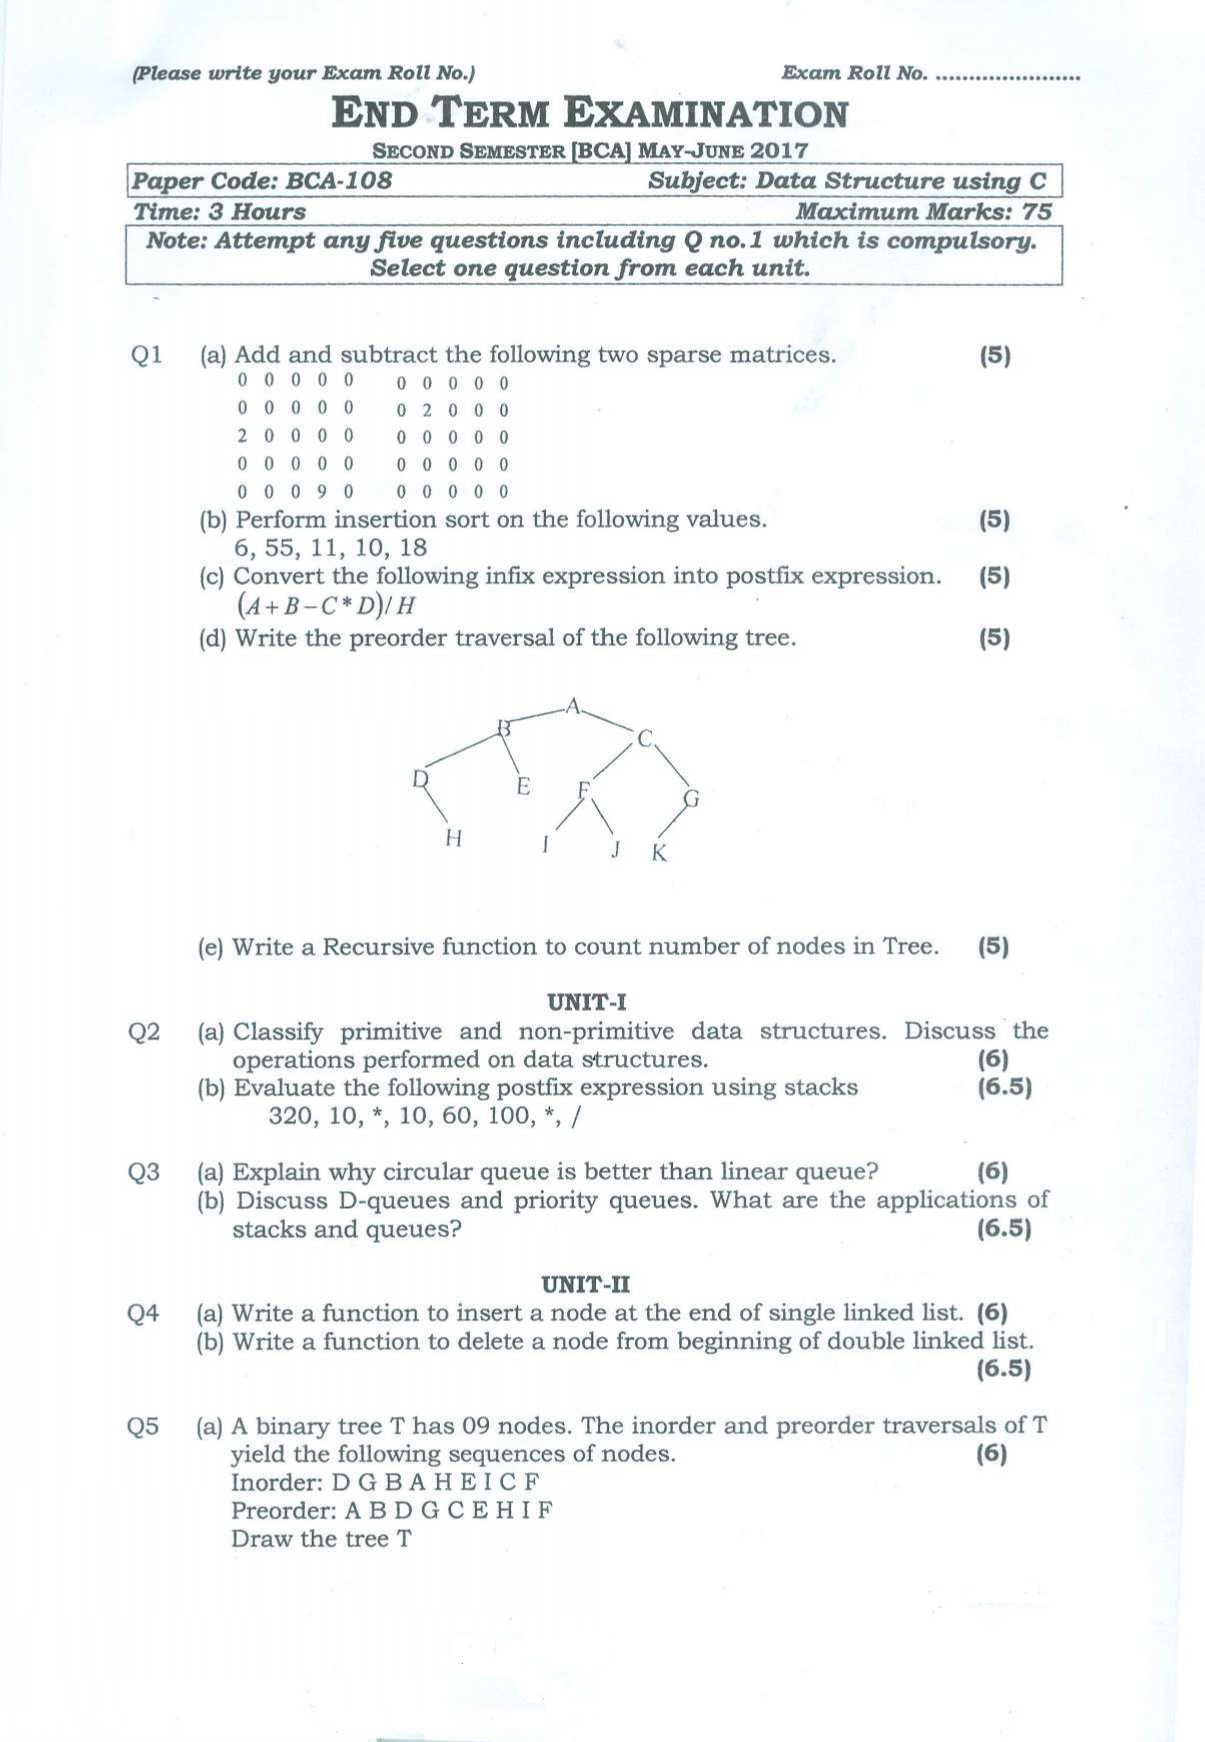 (Please write your Exam Roll No.) Exam Roll No. ......................
END TERM EXAMINATION
SECOND SEMESTER [BCA] MAY-JUNE 2017
Paper Code: BCA-108 Subject: Data Structure using C
Time: 3 Hours Maximum Marks: 75
Note: Attempt any five questions including Q no.1 which is compulsory.
Select one question from each unit.
Q1 (a) Add and subtract the following two sparse matrices. (5)
0 0 0 0 0 0 0 0 0 0
0 0 0 0 0 0 2 0 0 0
2 0 0 0 0 0 0 0 0 0
0 0 0 0 0 0 0 0 0 0
0 0 0 9 0 0 0 0 0 0
(b) Perform insertion sort on the following values. (5)
6, 55, 11, 10, 18
(c) Convert the following infix expression into postfix expression. (5)
(A+B-C*D)/H
(d) Write the preorder traversal of the following tree. (5)
A
B C
D E F G
H I J K
(e) Write a Recursive function to count number of nodes in Tree. (5)
UNIT-I
Q2 (a) Classify primitive and non-primitive data structures. Discuss the
operations performed on data structures. (6)
(b) Evaluate the following postfix expression using stacks (6.5)
320, 10, *, 10, 60, 100, *, /
Q3 (a) Explain why circular queue is better than linear queue? (6)
(b) Discuss D-queues and priority queues. What are the applications of
stacks and queues? (6.5)
UNIT-II
Q4 (a) Write a function to insert a node at the end of single linked list. (6)
(b) Write a function to delete a node from beginning of double linked list.
(6.5)
Q5 (a) A binary tree T has 09 nodes. The inorder and preorder traversals of T
yield the following sequences of nodes. (6)
Inorder: D G B A H E I C F
Preorder: A B D G C E H I F
Draw the tree T